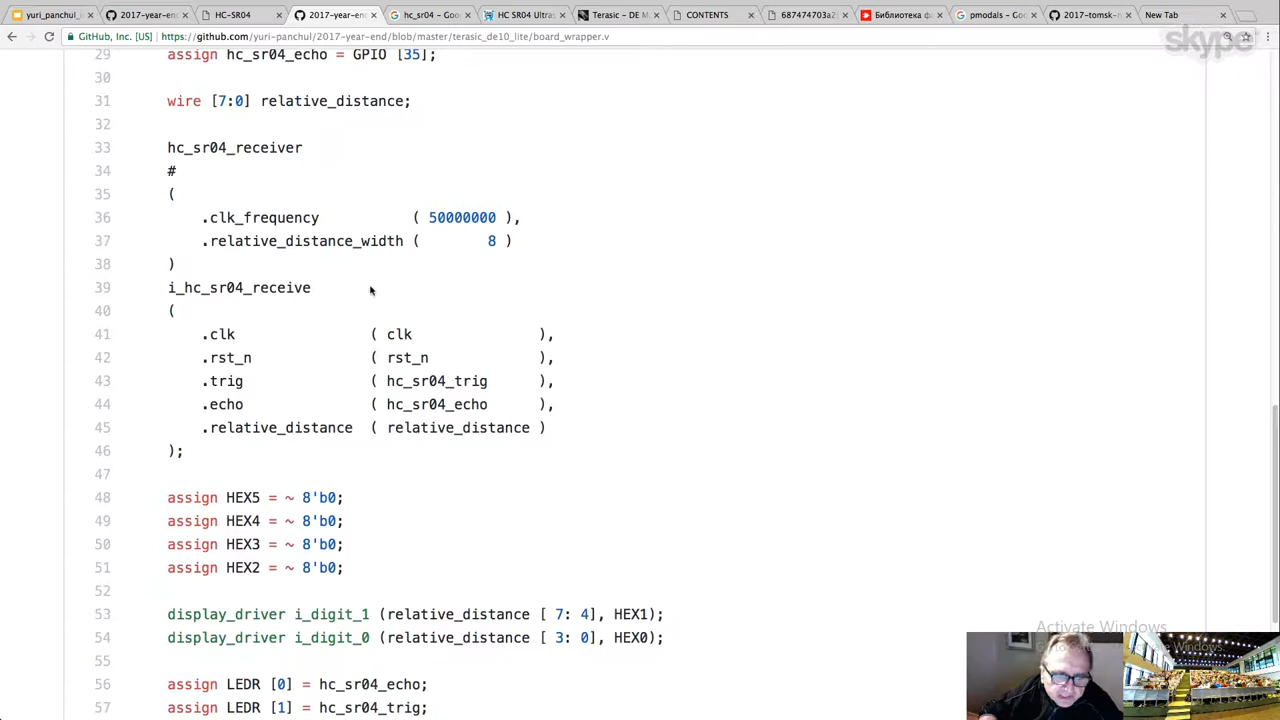 yuri_panchul_
2017-year-en
HC-SR04
2017-year-en
hc_sr04 - Goo
HC SR04 Ultras
Terasic - DE M
CONTENTS
687474703a2
Библиотека ф
pmodals - Goo
2017-tomsk-n
New Tab
GitHub, Inc. [US] https://github.com/yuri-panchul/2017-year-end/blob/master/terasic_de10_lite/board_wrapper.v
skype
29 assign hc_sr04_echo = GPIO [35];
30
31 wire [7:0] relative_distance;
32
33 hc_sr04_receiver
34 #
35 (
36 .clk_frequency ( 50000000 ),
37 .relative_distance_width ( 8 )
38 )
39 i_hc_sr04_receive
40 (
41 .clk ( clk ),
42 .rst_n ( rst_n ),
43 .trig ( hc_sr04_trig ),
44 .echo ( hc_sr04_echo ),
45 .relative_distance ( relative_distance )
46 );
47
48 assign HEX5 = ~ 8'b0;
49 assign HEX4 = ~ 8'b0;
50 assign HEX3 = ~ 8'b0;
51 assign HEX2 = ~ 8'b0;
52
53 display_driver i_digit_1 (relative_distance [ 7: 4], HEX1);
54 display_driver i_digit_0 (relative_distance [ 3: 0], HEX0);
55
56 assign LEDR [0] = hc_sr04_echo;
57 assign LEDR [1] = hc_sr04_trig;
Activate Windows
Windows.